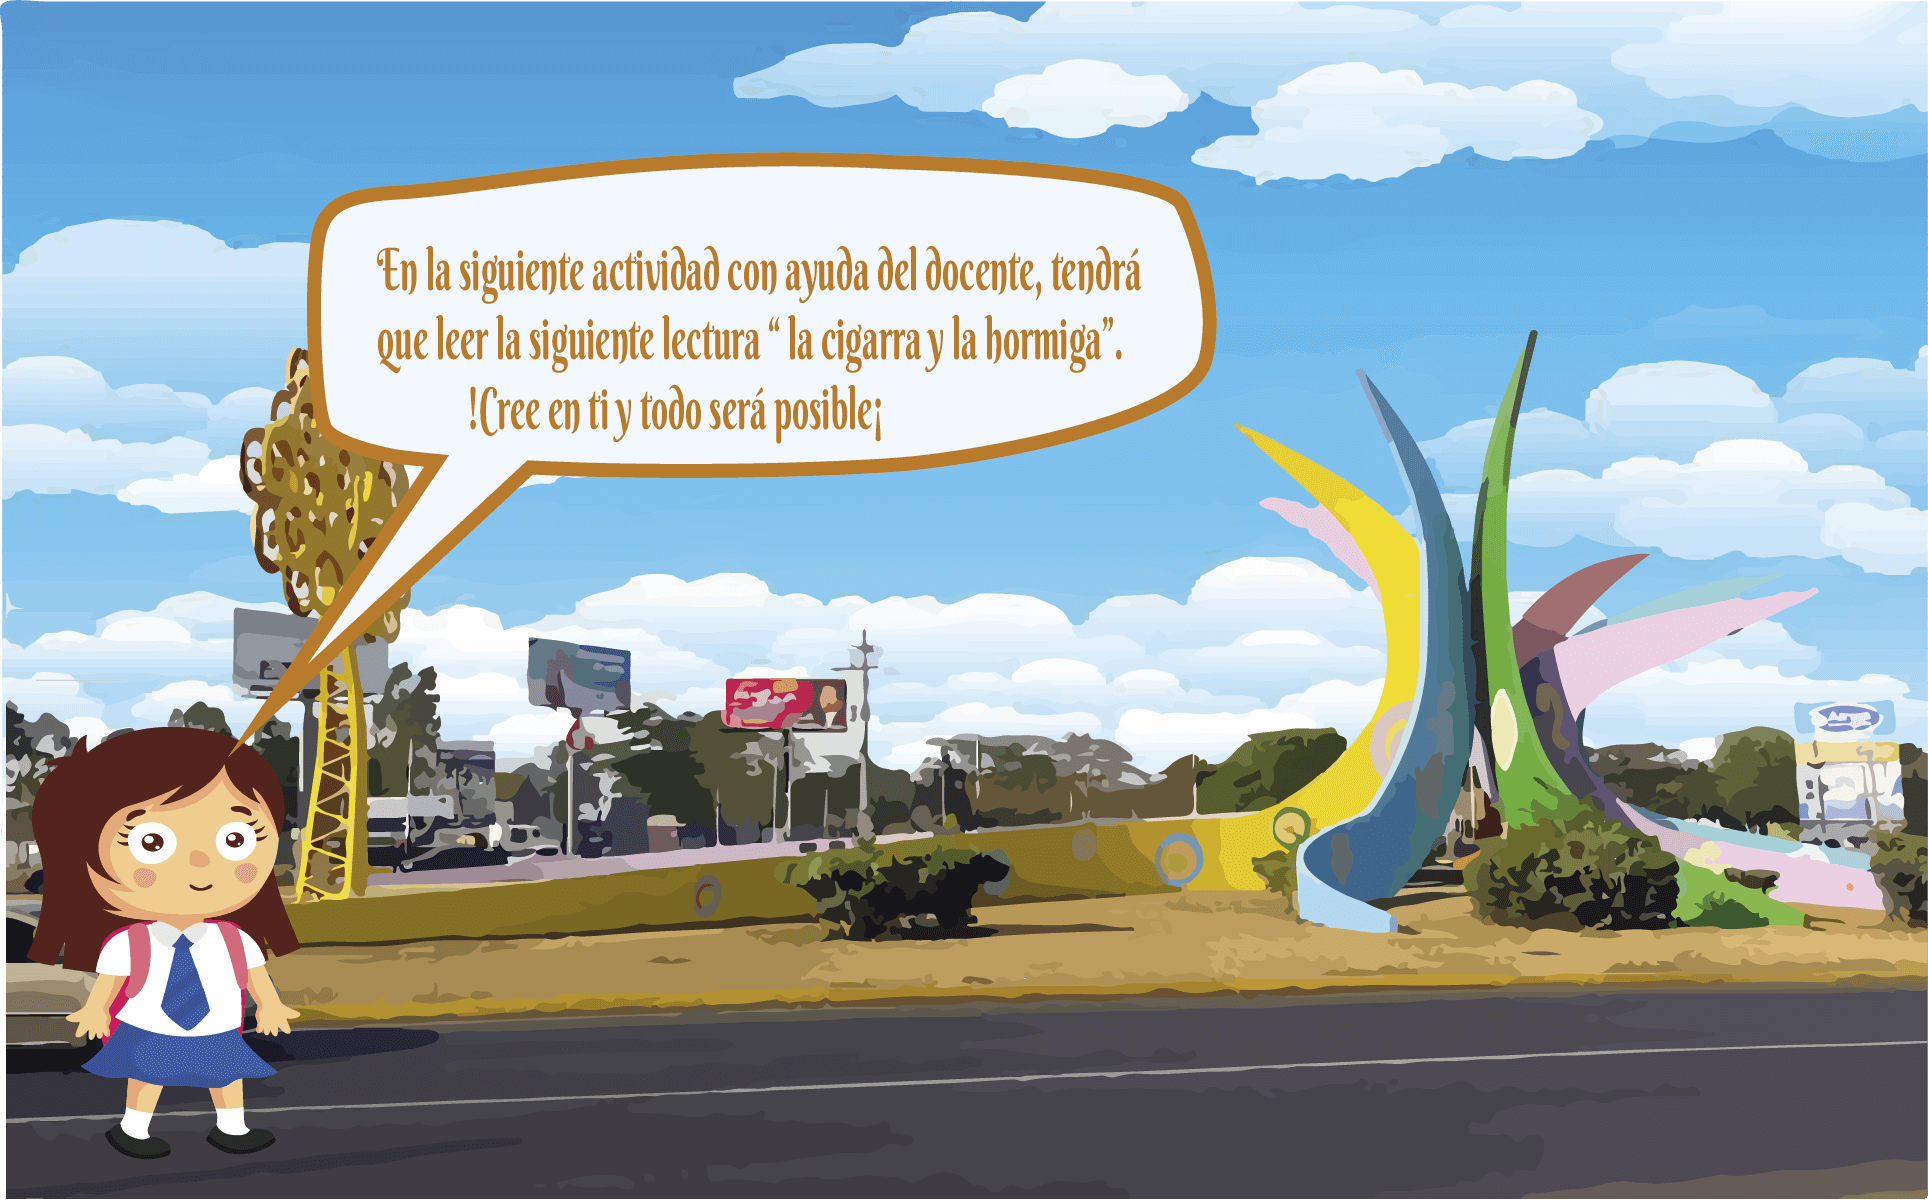 En la siguiente actividad con ayuda del docente, tendrá
que leer la siguiente lectura “ la cigarra y la hormiga”.
!Cree en ti y todo será posible¡